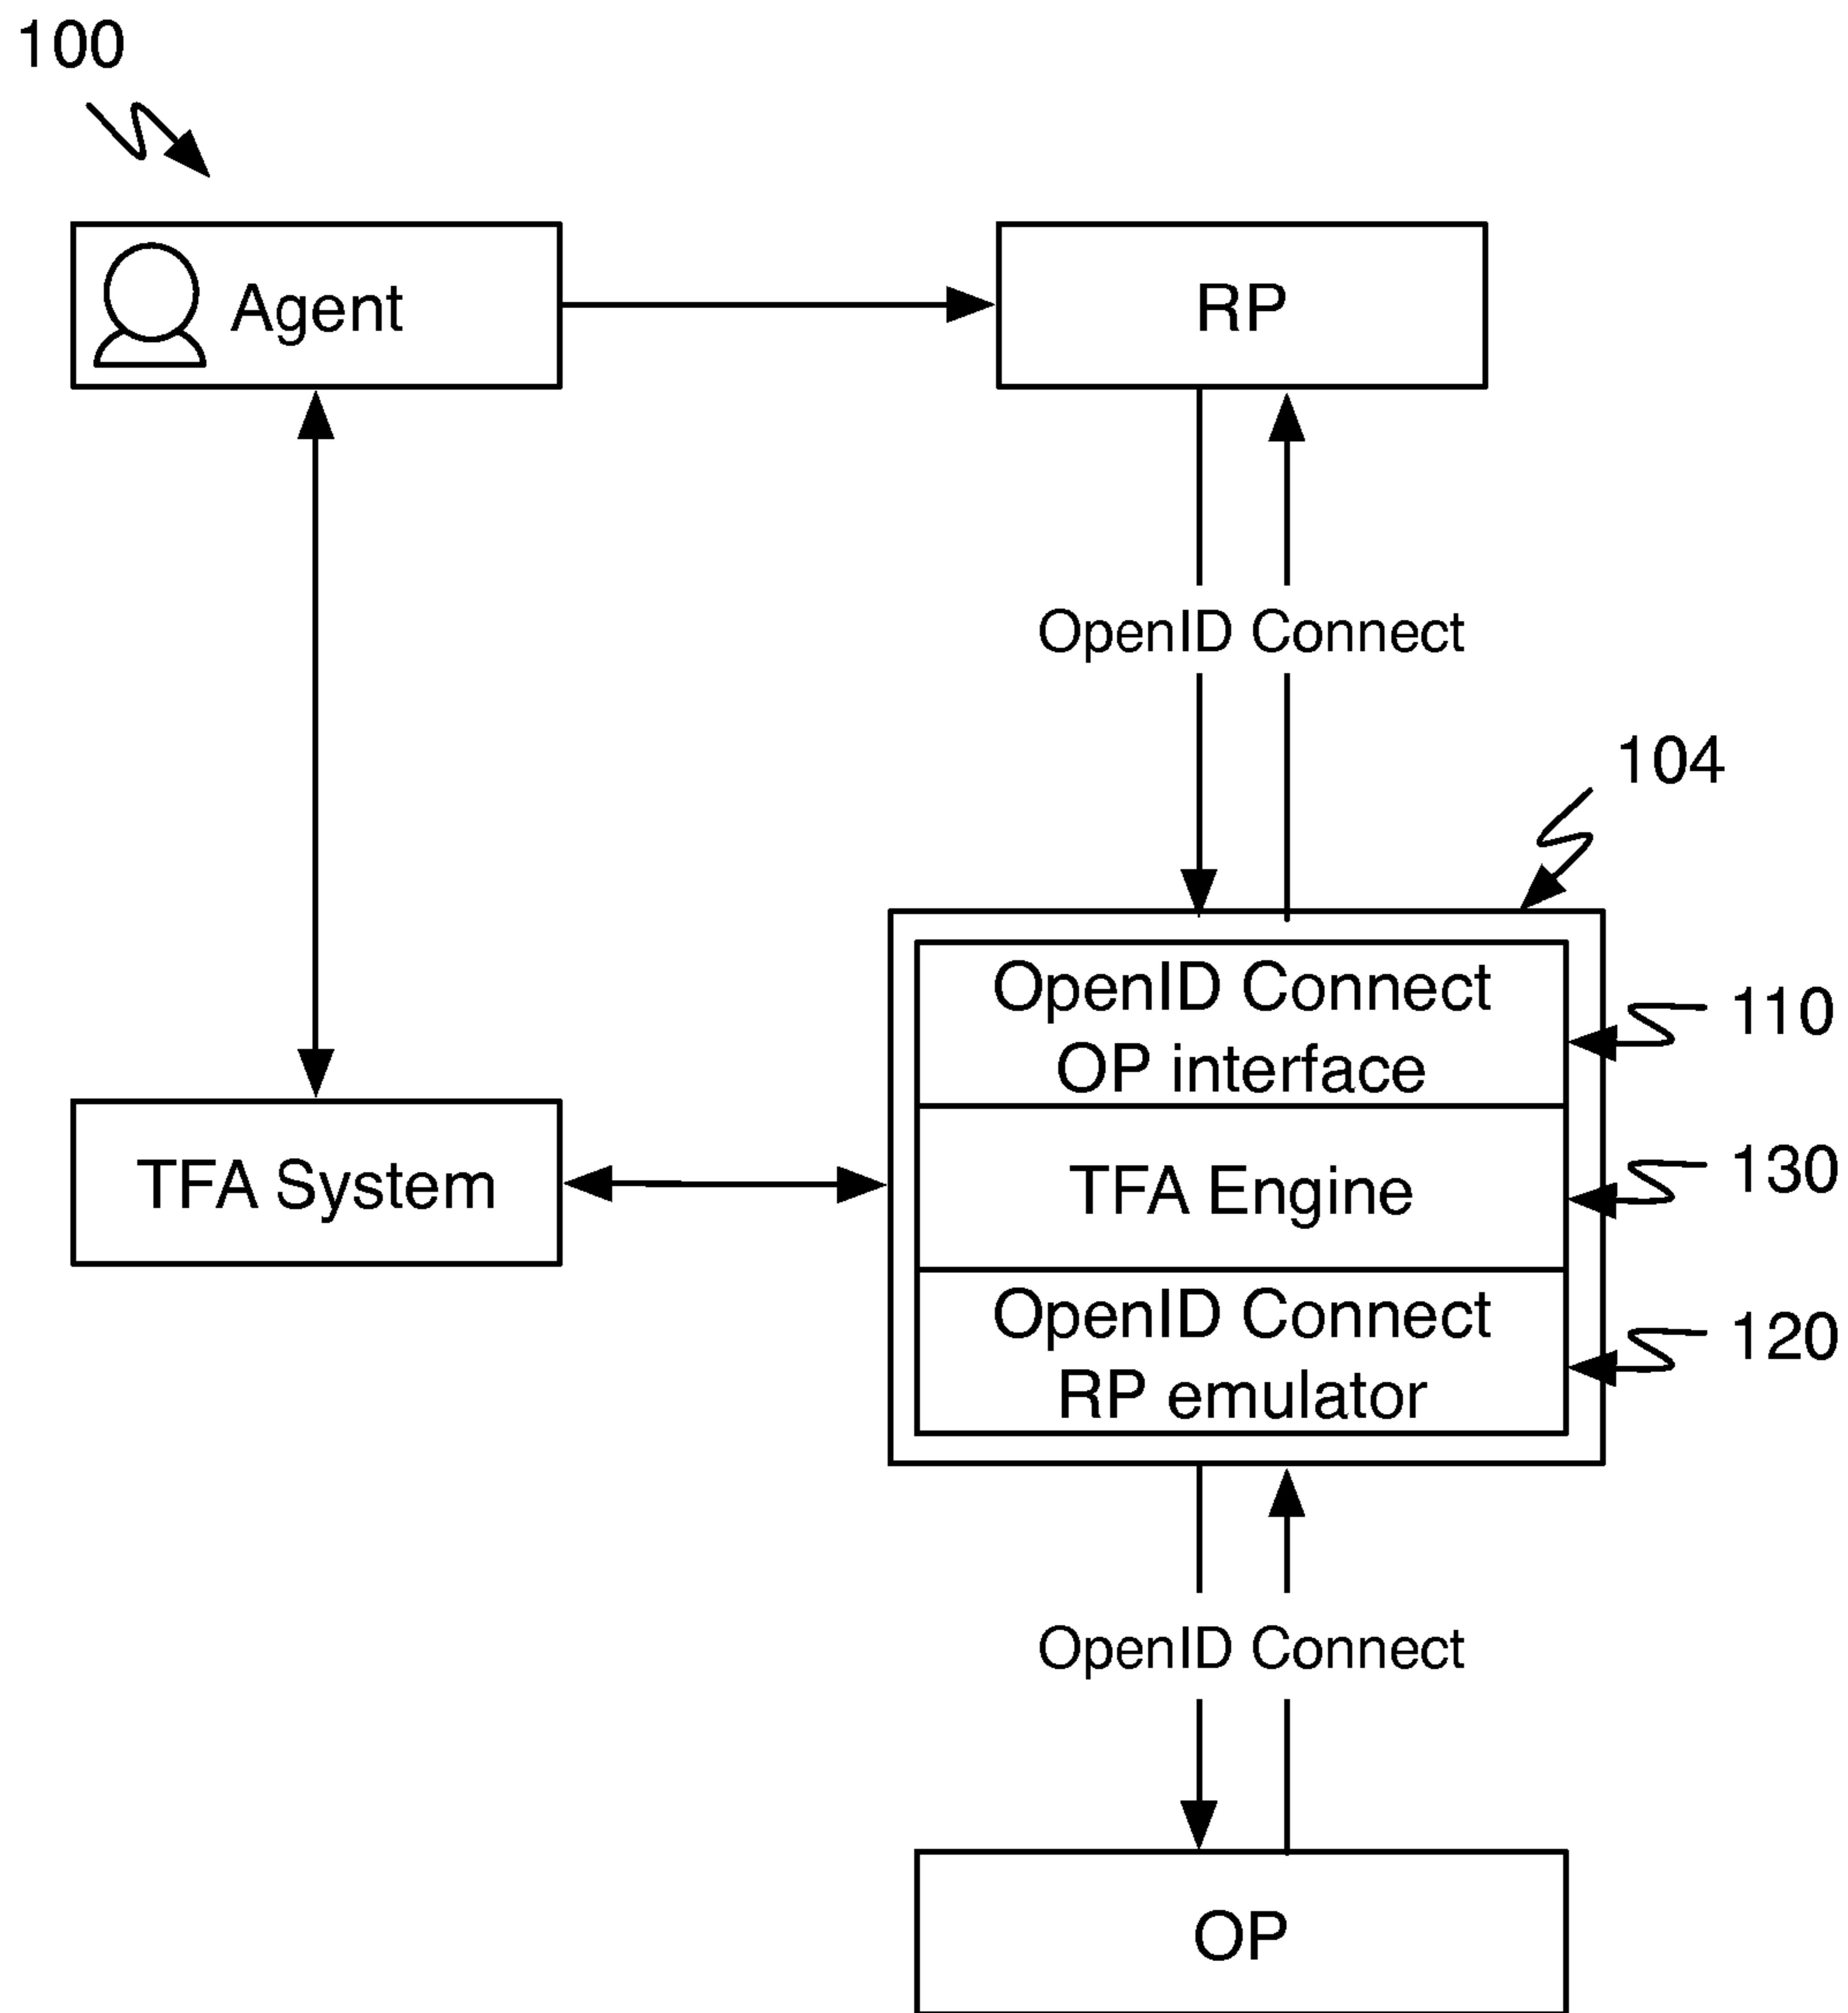 100
Agent
RP
OpenID Connect
104
OpenID Connect
OP interface
110
TFA System
TFA Engine
130
OpenID Connect
RP emulator
120
OpenID Connect
OP